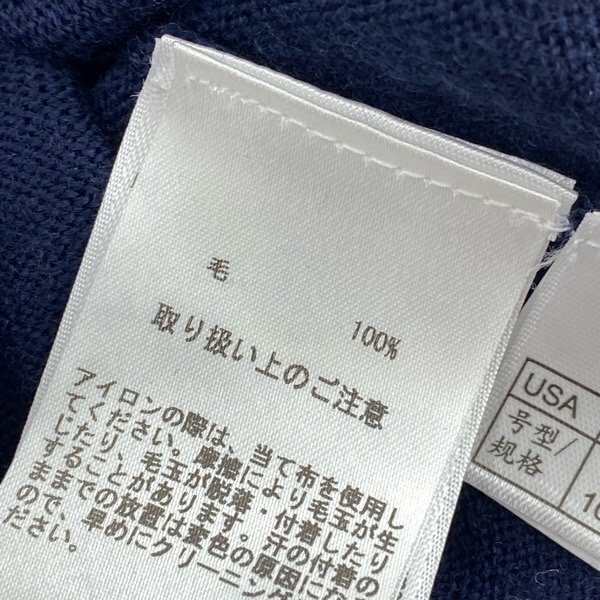 毛
100%
取り扱い上のご注意
アイロンの際は、当て布を使用し
てください。摩擦により毛玉が生
じたり、毛玉が脱落・付着したり
することがあります。汗の付着の
ままでの放置は変色の原因にな
るので、早めにクリーニング
ださい。
USA
号型/
规格
10